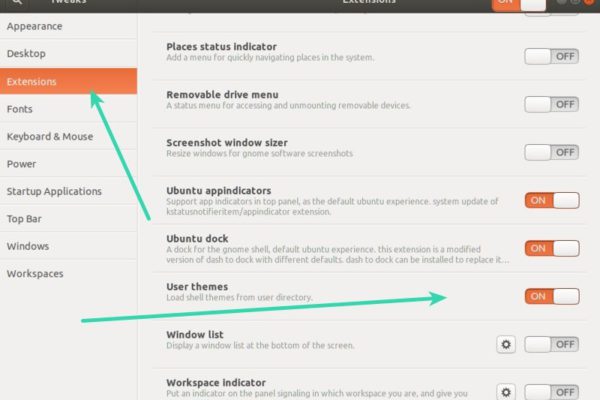 Tweaks
Extensions
ON
Appearance
Desktop
Extensions
Fonts
Keyboard & Mouse
Power
Startup Applications
Top Bar
Windows
Workspaces
OFF
Places status indicator
Add a menu for quickly navigating places in the system.
OFF
Removable drive menu
A status menu for accessing and unmounting removable devices.
OFF
Screenshot window sizer
Resize windows for gnome software screenshots
OFF
Ubuntu appindicators
Support app indicators in top panel, as the default ubuntu experience. system update of
kstatusnotifieritem/appindicator extension.
ON
Ubuntu dock
A dock for the gnome shell, default ubuntu experience. this extension is a modified
version of dash to dock with different defaults. dash to dock can be installed to replace it...
ON
User themes
Load shell themes from user directory.
ON
Window list
Display a window list at the bottom of the screen.
OFF
Workspace indicator
Put an indicator on the panel signaling in which workspace you are, and give you
OFF